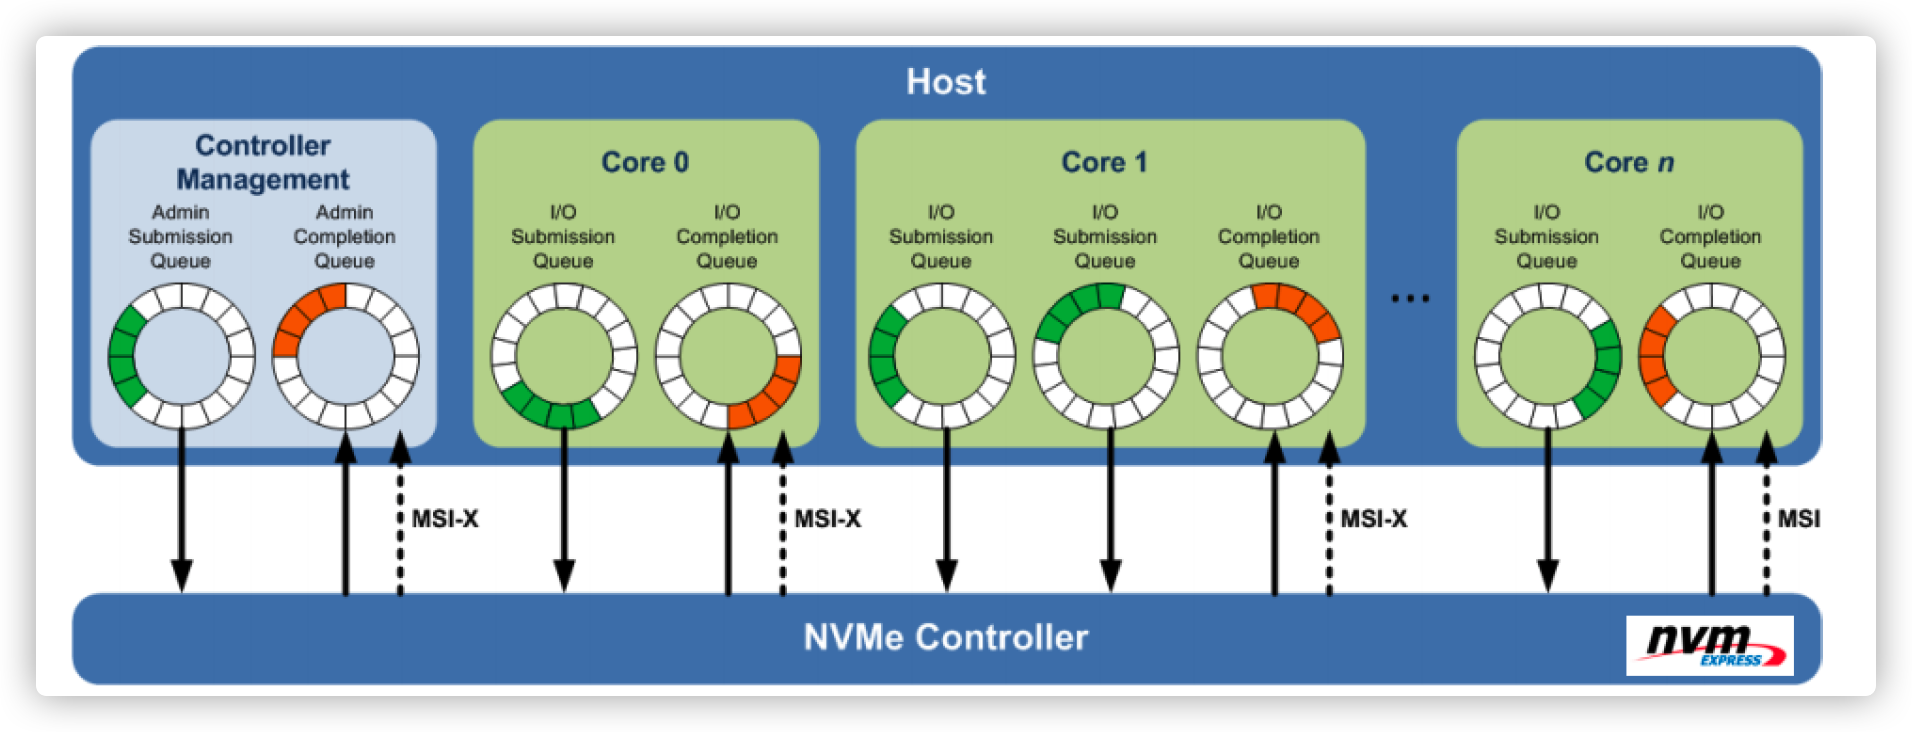 Host
Controller
Management
Admin
Submission
Queue
Admin
Completion
Queue
Core 0
I/O
Submission
Queue
I/O
Completion
Queue
Core 1
I/O
Submission
Queue
I/O
Submission
Queue
I/O
Completion
Queue
...
Core n
I/O
Submission
Queue
I/O
Completion
Queue
MSI-X
MSI-X
MSI-X
MSI
NVMe Controller
nvm
EXPRESS